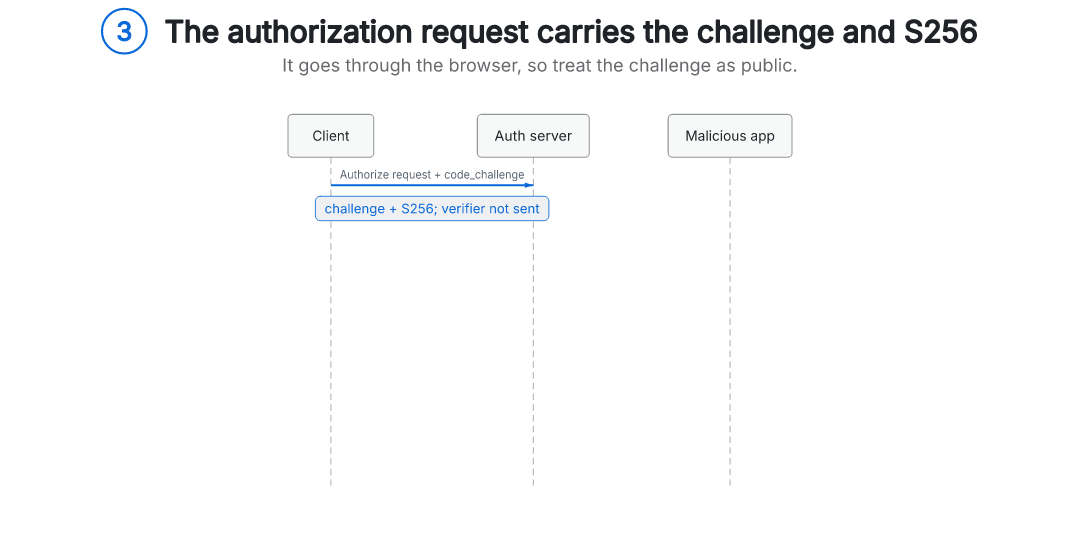 3 The authorization request carries the challenge and S256
It goes through the browser, so treat the challenge as public.
Client
Auth server
Malicious app
Authorize request + code_challenge
challenge + S256; verifier not sent